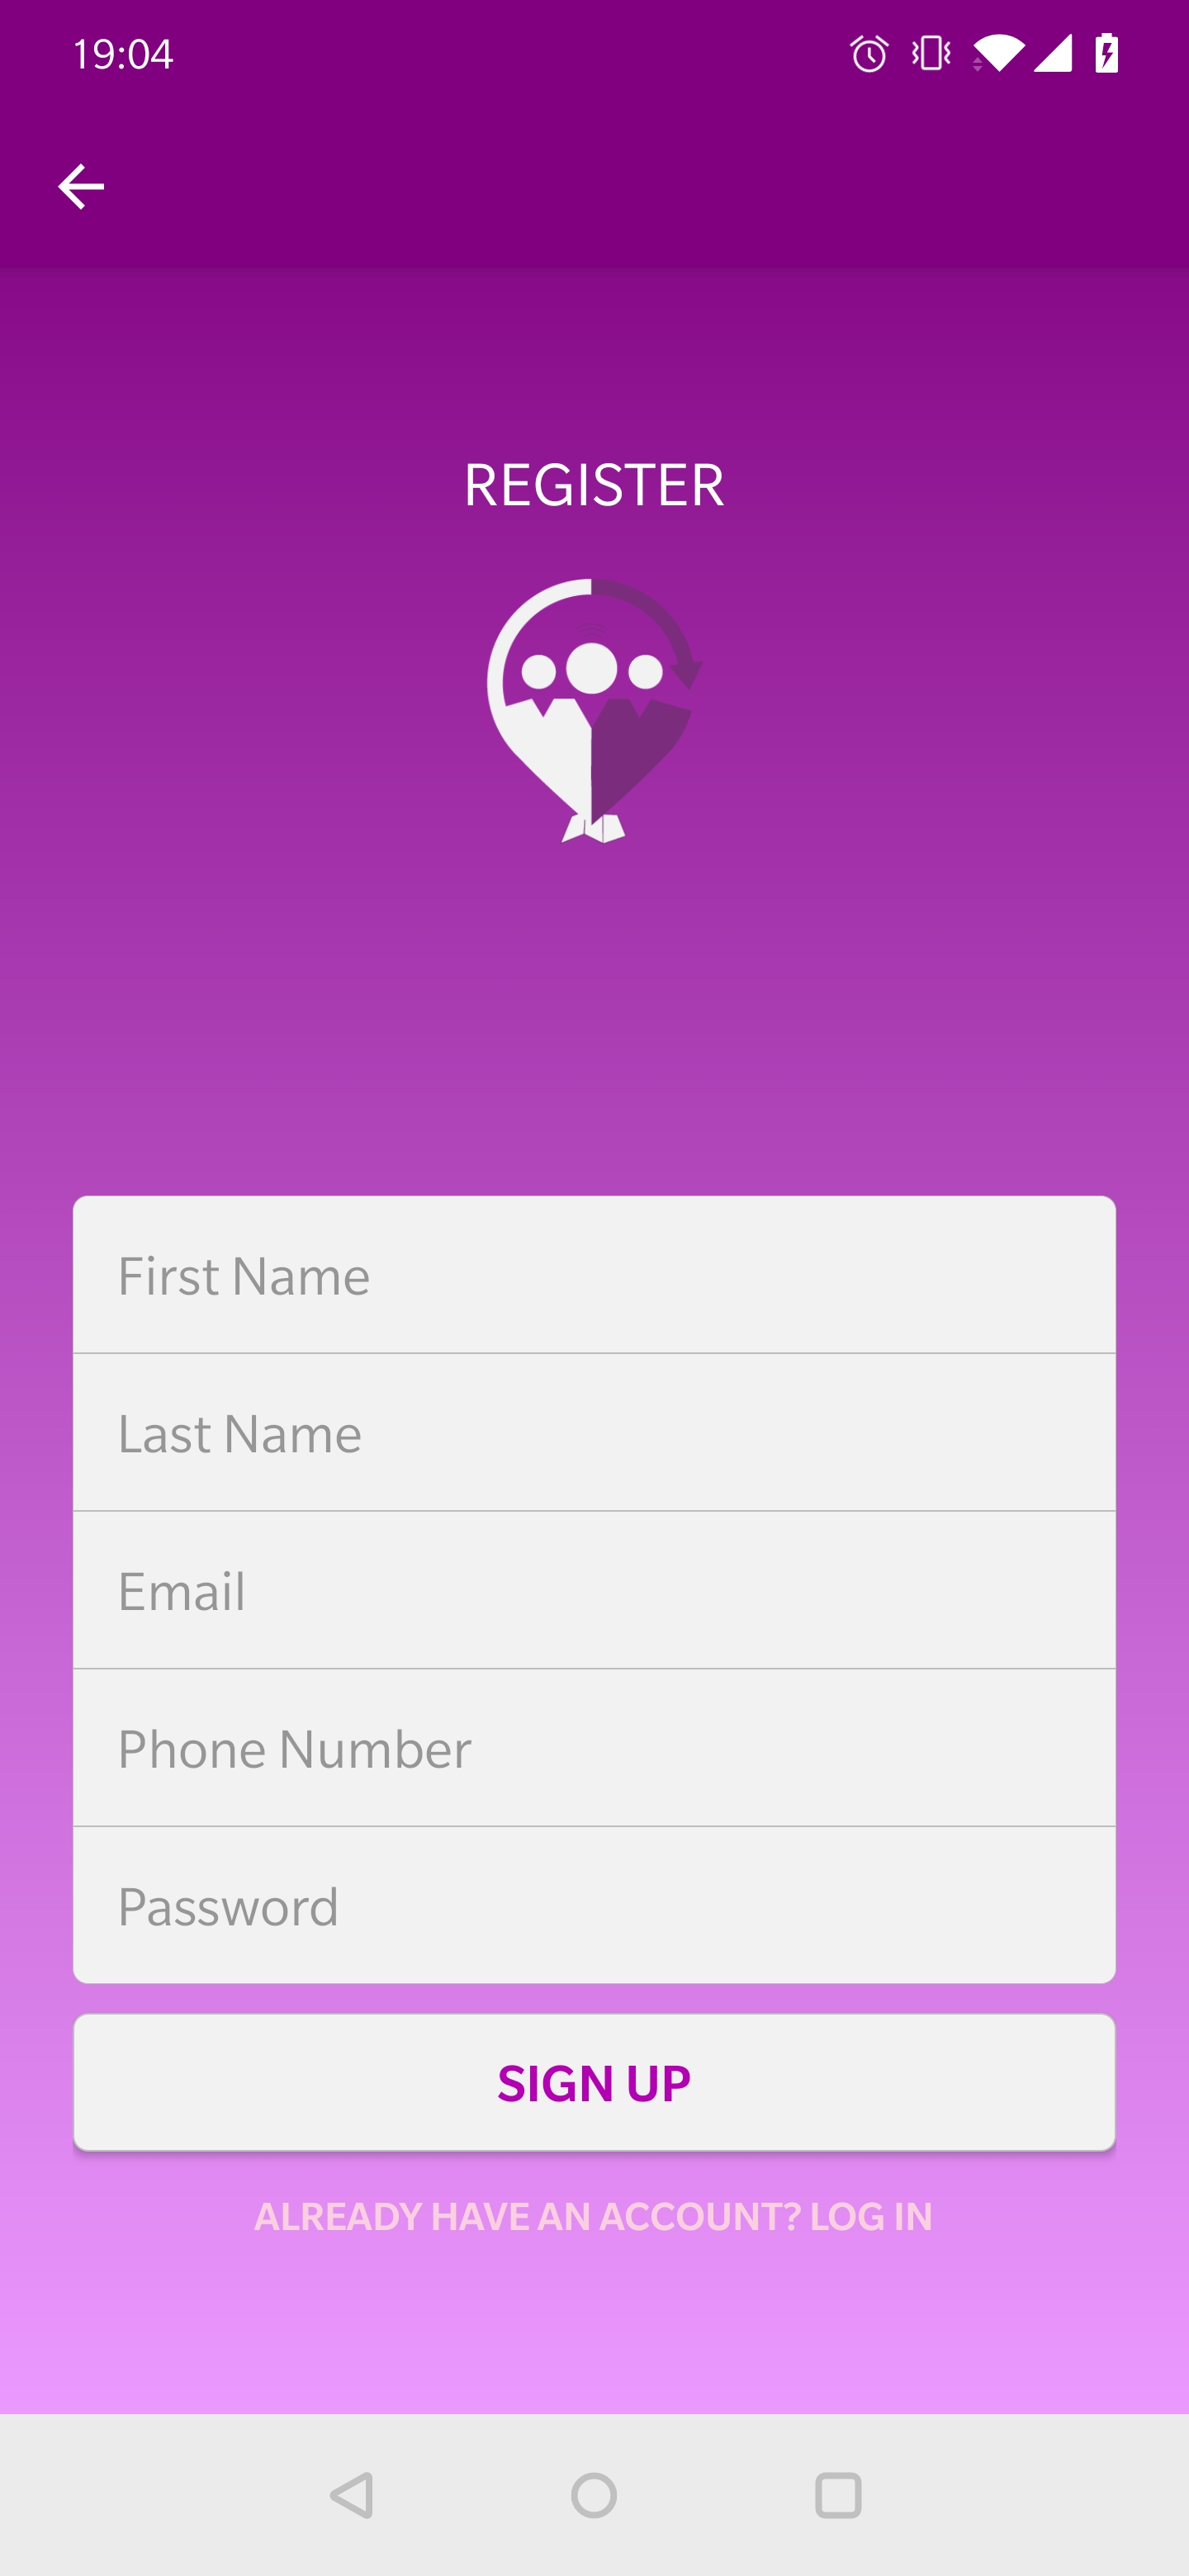 19:04
REGISTER
First Name
Last Name
Email
Phone Number
Password
SIGN UP
ALREADY HAVE AN ACCOUNT? LOG IN